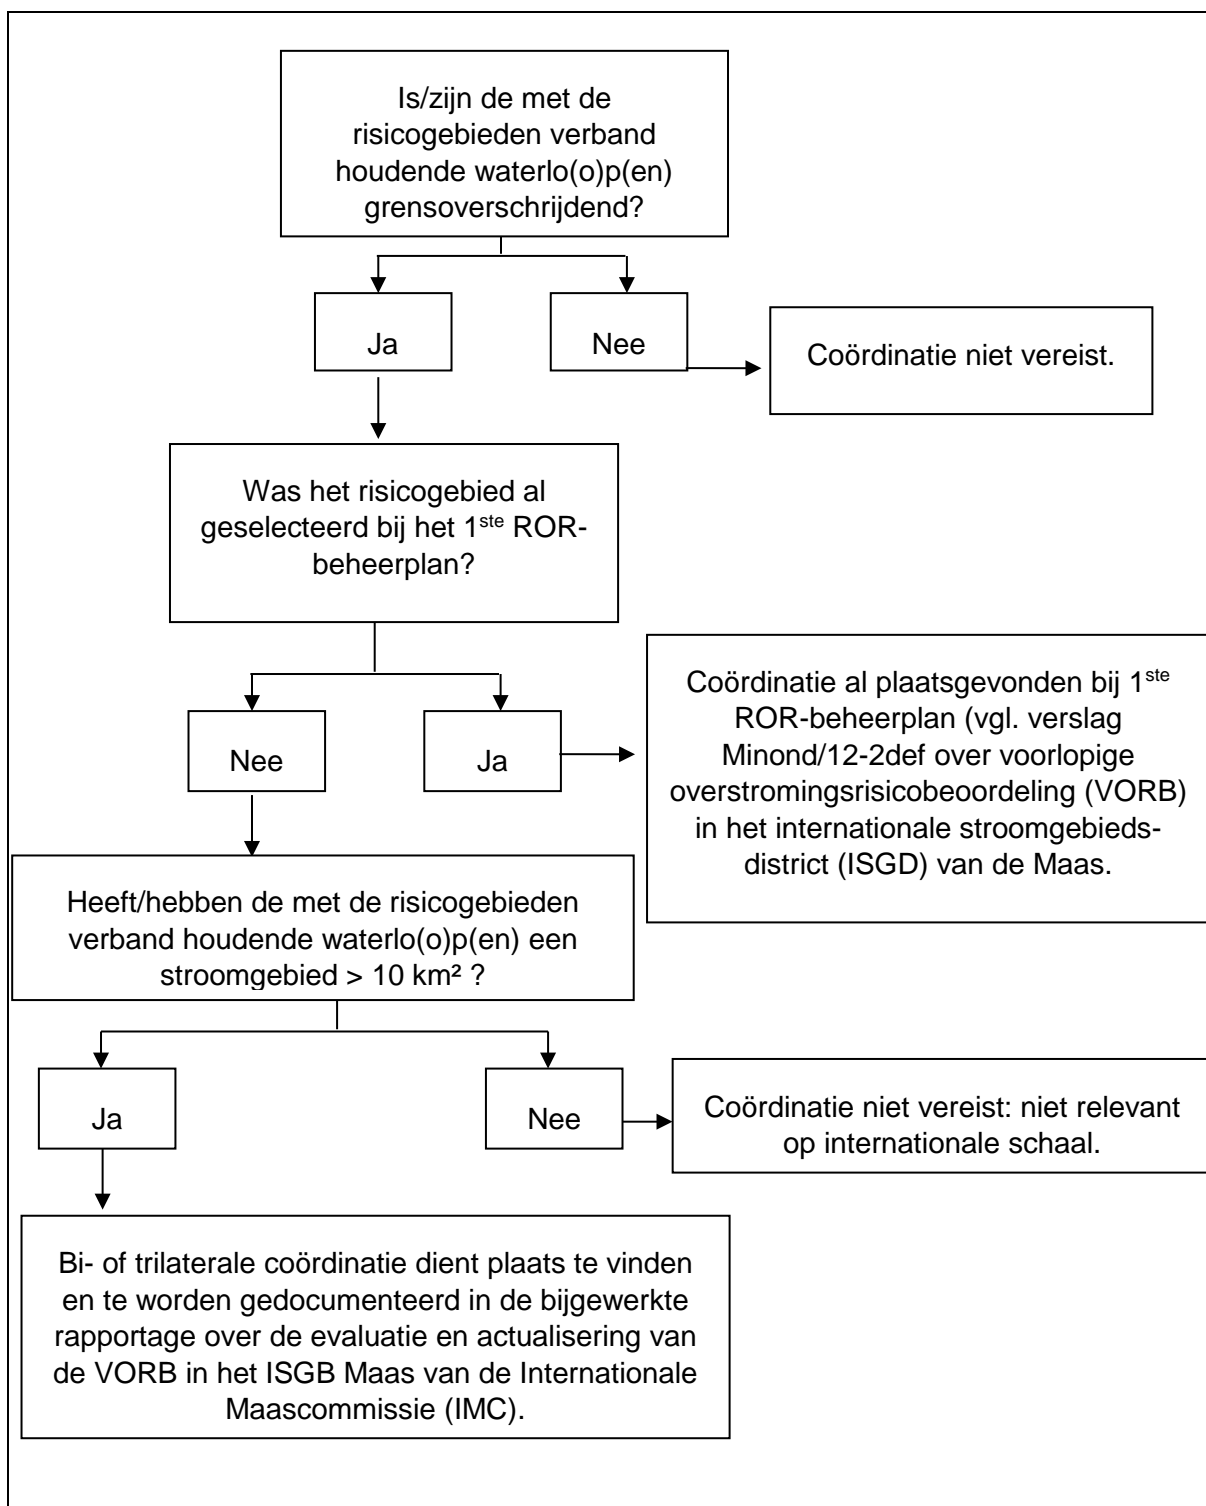 Is/zijn de met de
risicogebieden verband
houdende waterlo(o)p(en)
grensoverschrijdend?
Ja
Nee
Coördinatie niet vereist.
Was het risicogebied al
geselecteerd bij het 1ste ROR-
beheerplan?
Nee
Ja
Coördinatie al plaatsgevonden bij 1ste
ROR-beheerplan (vgl. verslag
Minond/12-2def over voorlopige
overstromingsrisicobeoordeling (VORB)
in het internationale stroomgebieds-
district (ISGD) van de Maas.
Heeft/hebben de met de risicogebieden
verband houdende waterlo(o)p(en) een
stroomgebied > 10 km² ?
Ja
Nee
Coördinatie niet vereist: niet relevant
op internationale schaal.
Bi- of trilaterale coördinatie dient plaats te vinden
en te worden gedocumenteerd in de bijgewerkte
rapportage over de evaluatie en actualisering van
de VORB in het ISGB Maas van de Internationale
Maascommissie (IMC).